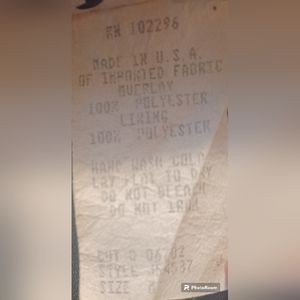 RN 102296
MADE IN U.S.A.
OF IMPORTED FABRIC
OVERLAY
100% POLYESTER
LINING
100% POLYESTER
HAND WASH COLD
LAY FLAT TO DRY
DO NOT BLEACH
DO NOT IRON
CUT D
STYLE
SIZE
PhotoRoom